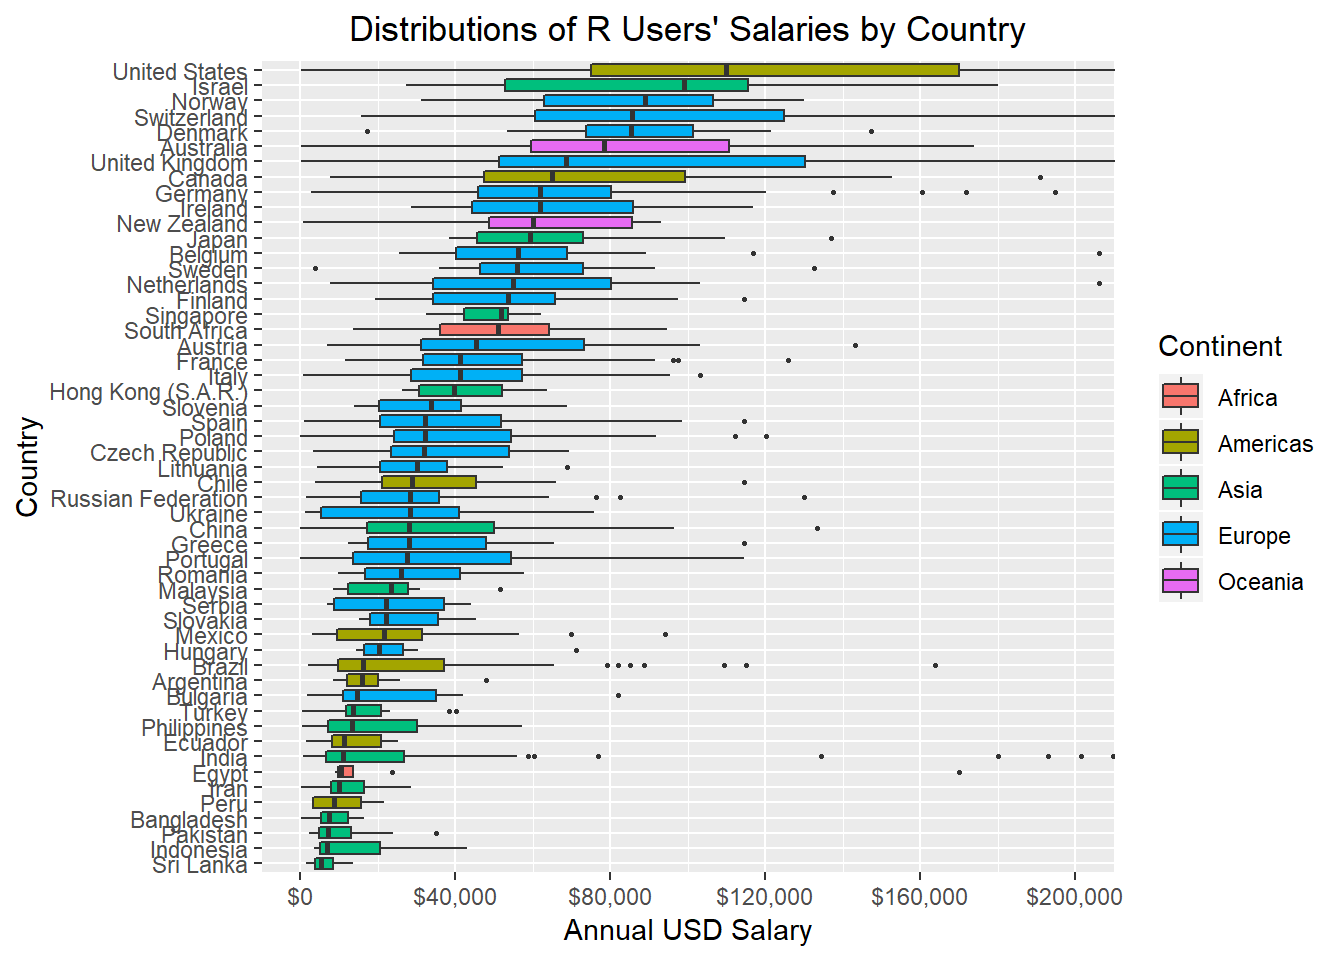 Distributions of R Users' Salaries by Country
Country
United States
Israel
Norway
Switzerland
Denmark
Australia
United Kingdom
Canada
Germany
Ireland
New Zealand
Japan
Belgium
Sweden
Netherlands
Finland
Singapore
South Africa
Austria
France
Italy
Hong Kong (S.A.R.)
Slovenia
Spain
Poland
Czech Republic
Lithuania
Chile
Russian Federation
Ukraine
China
Greece
Portugal
Romania
Malaysia
Serbia
Slovakia
Mexico
Hungary
Brazil
Argentina
Bulgaria
Turkey
Philippines
Ecuador
India
Egypt
Iran
Peru
Bangladesh
Pakistan
Indonesia
Sri Lanka
$0 $40,000 $80,000 $120,000 $160,000 $200,000
Annual USD Salary
Continent
Africa
Americas
Asia
Europe
Oceania